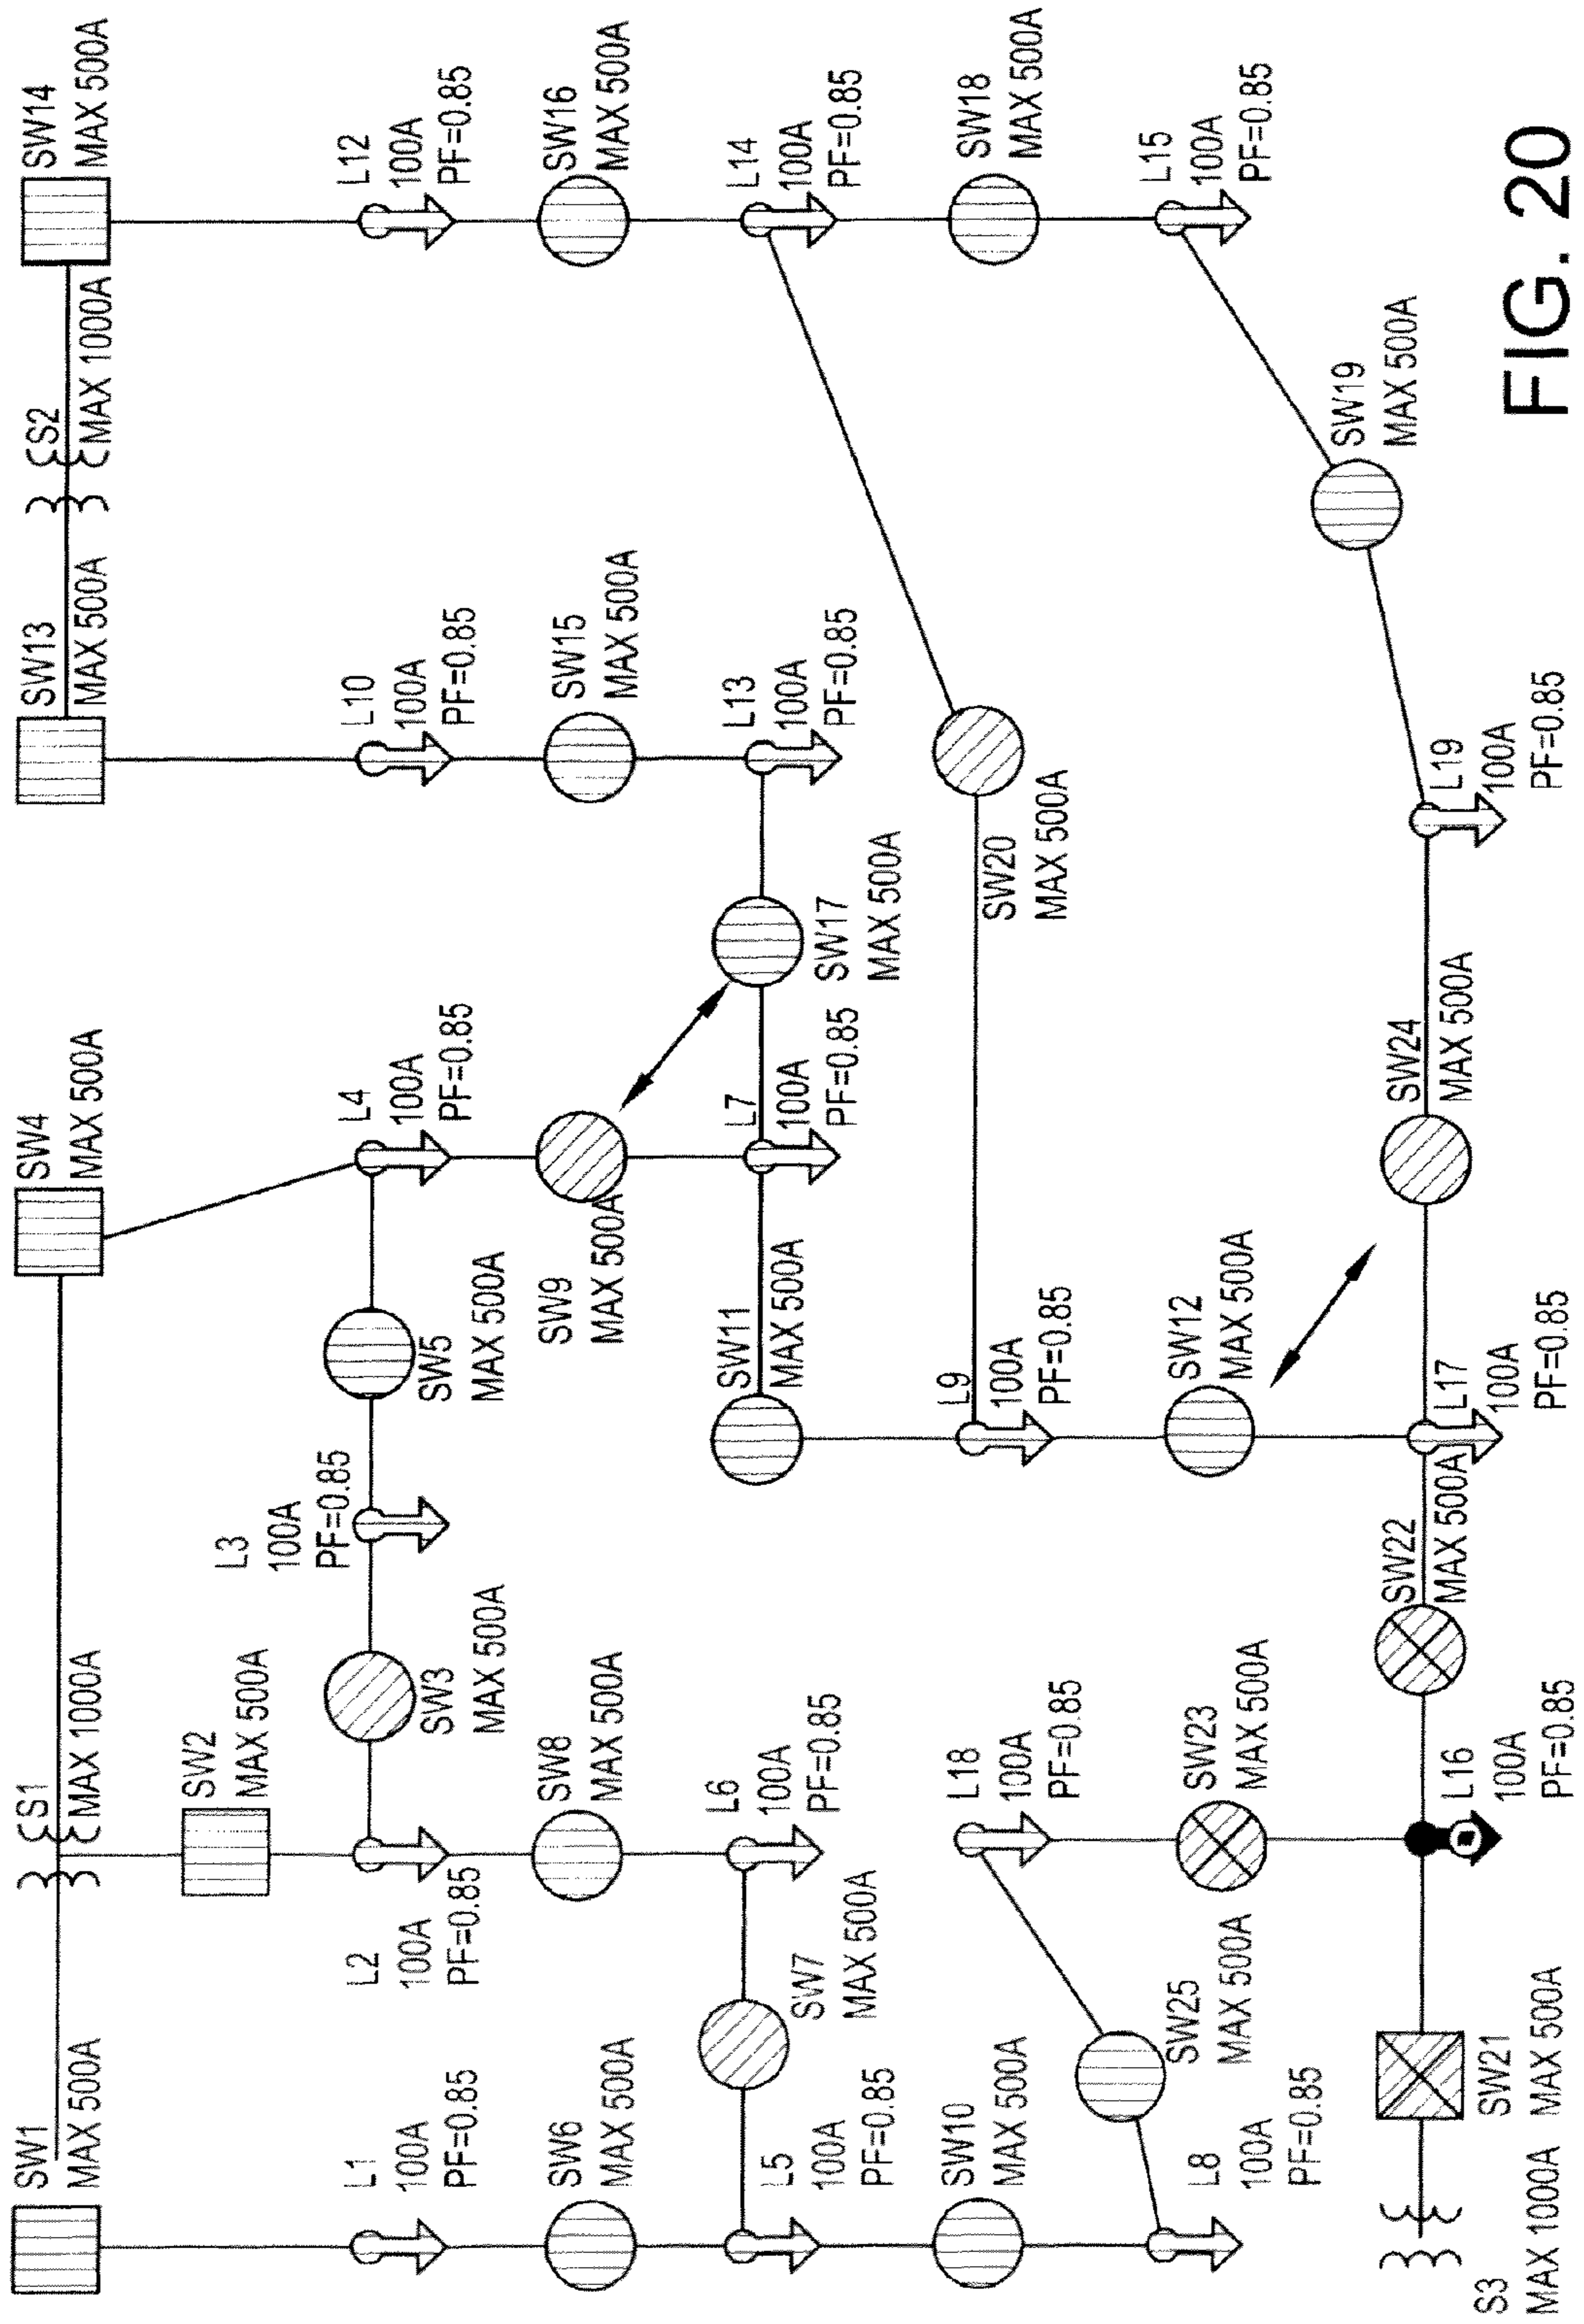 SW1
MAX 500A
S1
MAX 1000A
SW4
MAX 500A
SW13
MAX 500A
S2
MAX 1000A
SW14
MAX 500A
SW2
MAX 500A
L3
100A
PF=0.85
L1
100A
PF=0.85
L2
100A
PF=0.85
SW3
MAX 500A
SW5
MAX 500A
L4
100A
PF=0.85
L10
100A
PF=0.85
L12
100A
PF=0.85
SW6
MAX 500A
SW8
MAX 500A
SW9
MAX 500A
SW15
MAX 500A
SW16
MAX 500A
L5
100A
PF=0.85
SW7
MAX 500A
L6
100A
PF=0.85
SW11
MAX 500A
L7
100A
PF=0.85
SW17
MAX 500A
L13
100A
PF=0.85
L14
100A
PF=0.85
SW10
MAX 500A
L18
100A
PF=0.85
L9
100A
PF=0.85
SW20
MAX 500A
SW18
MAX 500A
L8
100A
PF=0.85
SW25
MAX 500A
SW23
MAX 500A
SW12
MAX 500A
L15
100A
PF=0.85
SW19
MAX 500A
S3
MAX 1000A
SW21
MAX 500A
L16
100A
PF=0.85
SW22
MAX 500A
L17
100A
PF=0.85
SW24
MAX 500A
L19
100A
PF=0.85
FIG. 20